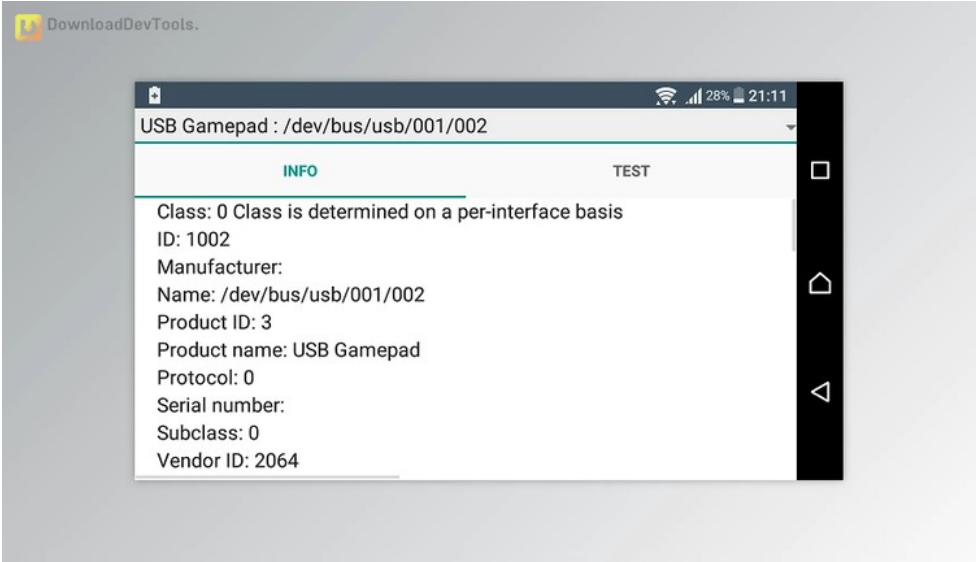 DownloadDevTools.
28% 21:11
USB Gamepad : /dev/bus/usb/001/002
INFO TEST
Class: 0 Class is determined on a per-interface basis
ID: 1002
Manufacturer:
Name: /dev/bus/usb/001/002
Product ID: 3
Product name: USB Gamepad
Protocol: 0
Serial number:
Subclass: 0
Vendor ID: 2064